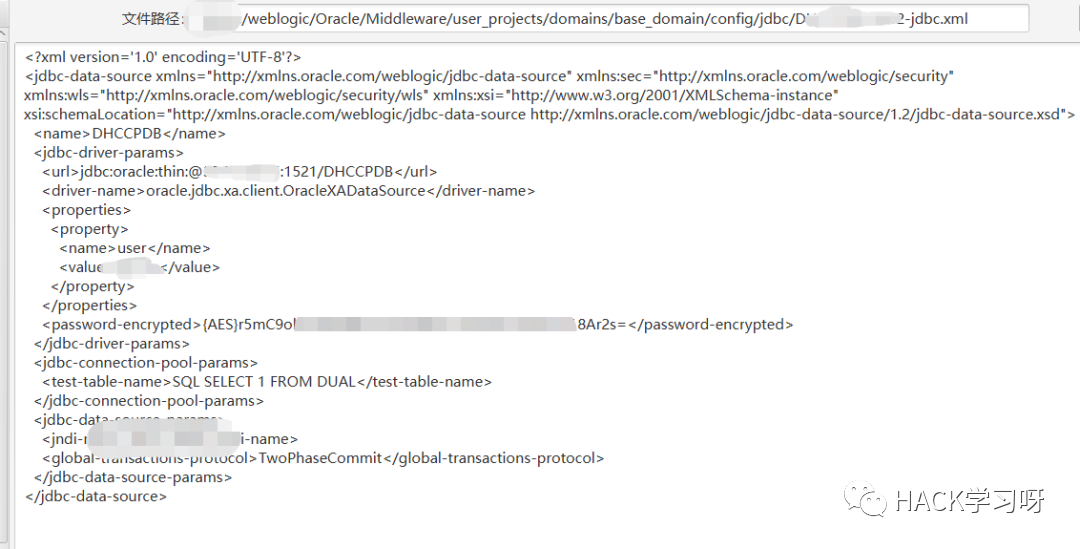 文件路径: /weblogic/Oracle/Middleware/user_projects/domains/base_domain/config/jdbc/D 2-jdbc.xml
<?xml version='1.0' encoding='UTF-8'?>
<jdbc-data-source xmlns="http://xmlns.oracle.com/weblogic/jdbc-data-source" xmlns:sec="http://xmlns.oracle.com/weblogic/security"
xmlns:wls="http://xmlns.oracle.com/weblogic/security/wls" xmlns:xsi="http://www.w3.org/2001/XMLSchema-instance"
xsi:schemaLocation="http://xmlns.oracle.com/weblogic/jdbc-data-source http://xmlns.oracle.com/weblogic/jdbc-data-source/1.2/jdbc-data-source.xsd">
<name>DHCCPDB</name>
<jdbc-driver-params>
<url>jdbc:oracle:thin:@ :1521/DHCCPDB</url>
<driver-name>oracle.jdbc.xa.client.OracleXADataSource</driver-name>
<properties>
<property>
<name>user</name>
<value </value>
</property>
</properties>
<password-encrypted>{AES}r5mC9o 8Ar2s=</password-encrypted>
</jdbc-driver-params>
<jdbc-connection-pool-params>
<test-table-name>SQL SELECT 1 FROM DUAL</test-table-name>
</jdbc-connection-pool-params>
<jdbc-data-source-params>
<jndi- i-name>
<global-transactions-protocol>TwoPhaseCommit</global-transactions-protocol>
</jdbc-data-source-params>
</jdbc-data-source>
HACK学习呀